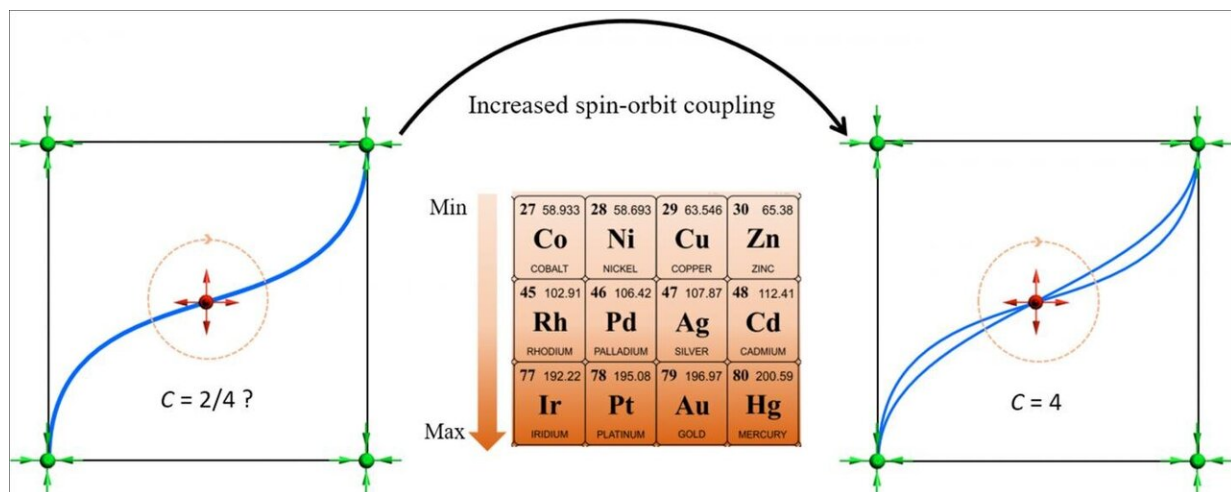 Increased spin-orbit coupling
Min
27 58.933 28 58.693 29 63.546 30 65.38
Co Ni Cu Zn
COBALT NICKEL COPPER ZINC
45 102.91 46 106.42 47 107.87 48 112.41
Rh Pd Ag Cd
RHODIUM PALLADIUM SILVER CADMIUM
77 192.22 78 195.08 79 196.97 80 200.59
Ir Pt Au Hg
IRIDIUM PLATINUM GOLD MERCURY
Max
C = 2/4 ?
C = 4